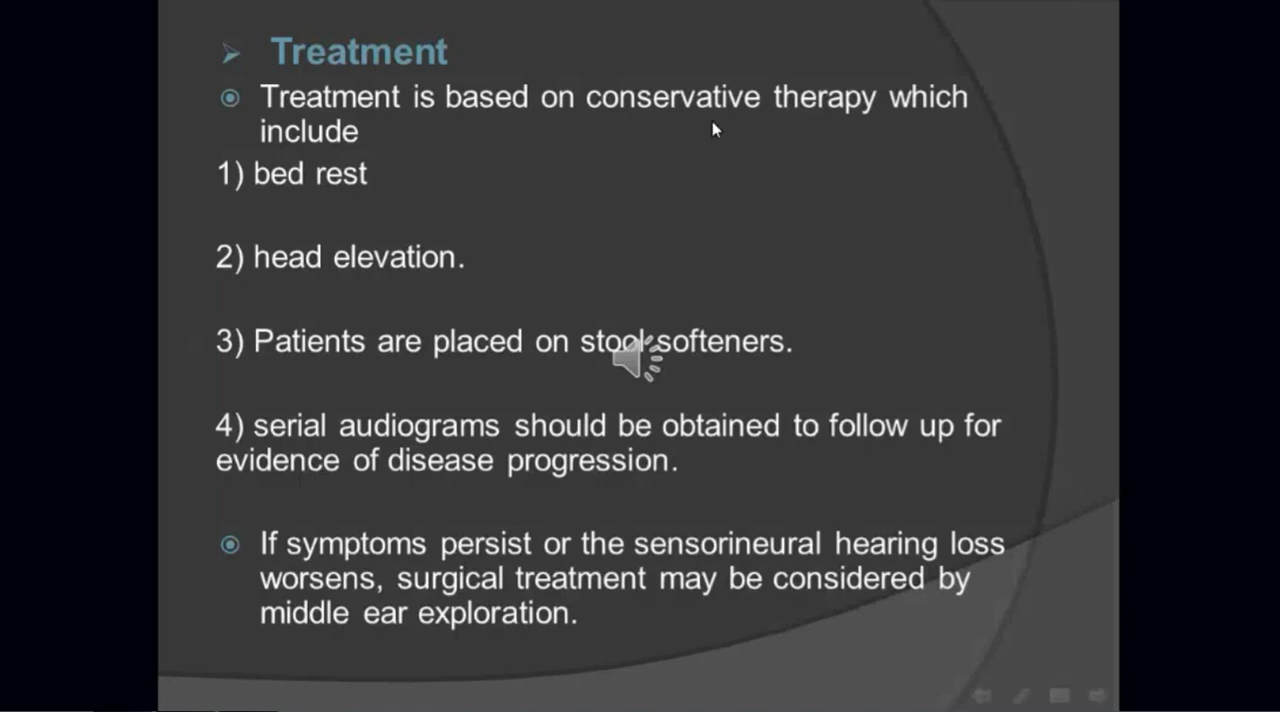 Treatment
Treatment is based on conservative therapy which
include
1) bed rest
2) head elevation.
3) Patients are placed on stool softeners.
4) serial audiograms should be obtained to follow up for
evidence of disease progression.
If symptoms persist or the sensorineural hearing loss
worsens, surgical treatment may be considered by
middle ear exploration.